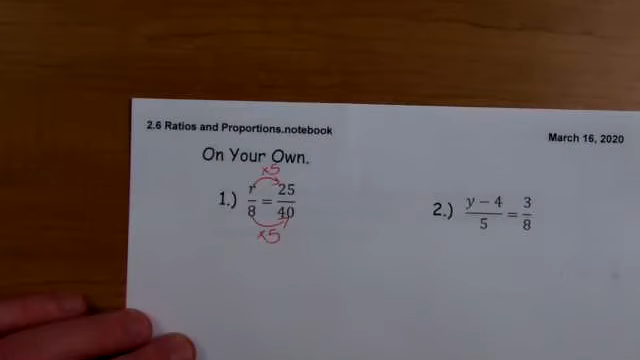 2.6 Ratios and Proportions.notebook
March 16, 2020
On Your Own.
×5
1.) r/8 = 25/40
×5
2.) (y − 4)/5 = 3/8